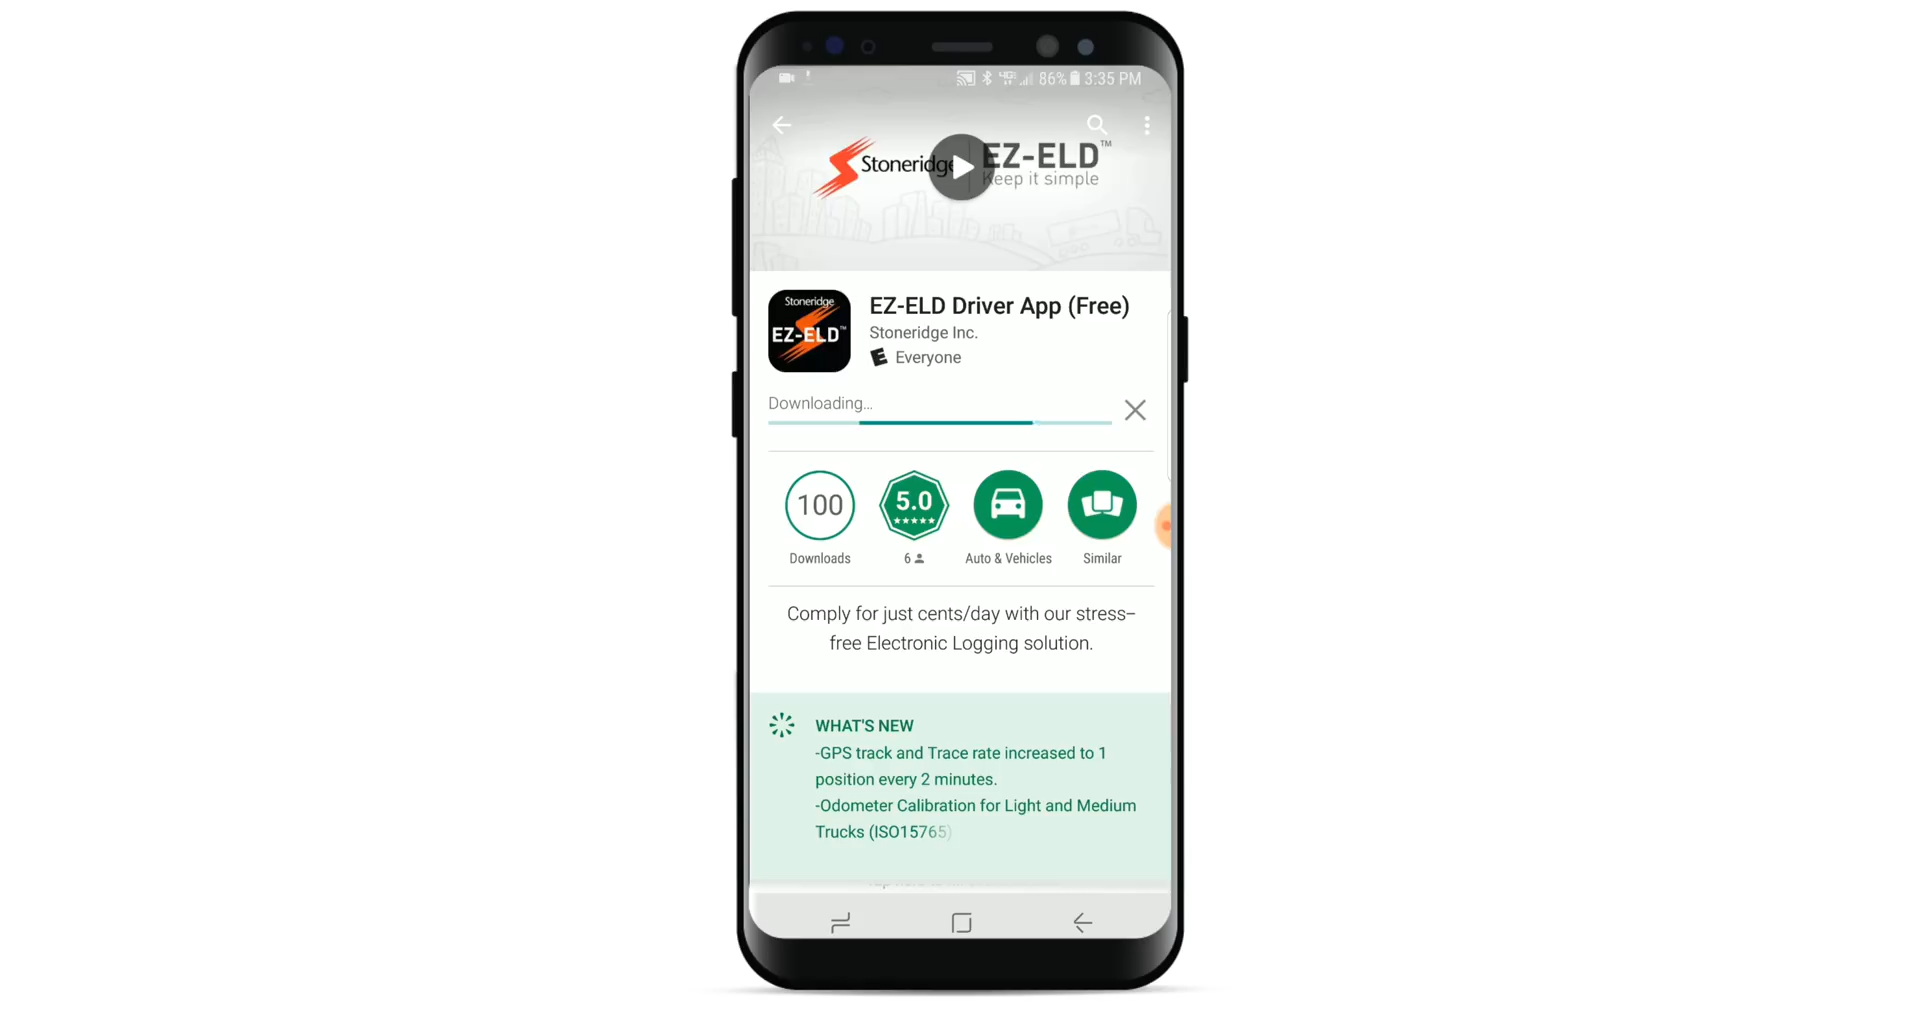 86% 3:35 PM
Stoneridge
EZ-ELD™
Keep it simple
Stoneridge
EZ-ELD™
EZ-ELD Driver App (Free)
Stoneridge Inc.
E Everyone
Downloading...
100
5.0
Downloads
6
Auto & Vehicles
Similar
Comply for just cents/day with our stress–
free Electronic Logging solution.
WHAT'S NEW
-GPS track and Trace rate increased to 1
position every 2 minutes.
-Odometer Calibration for Light and Medium
Trucks (ISO15765)